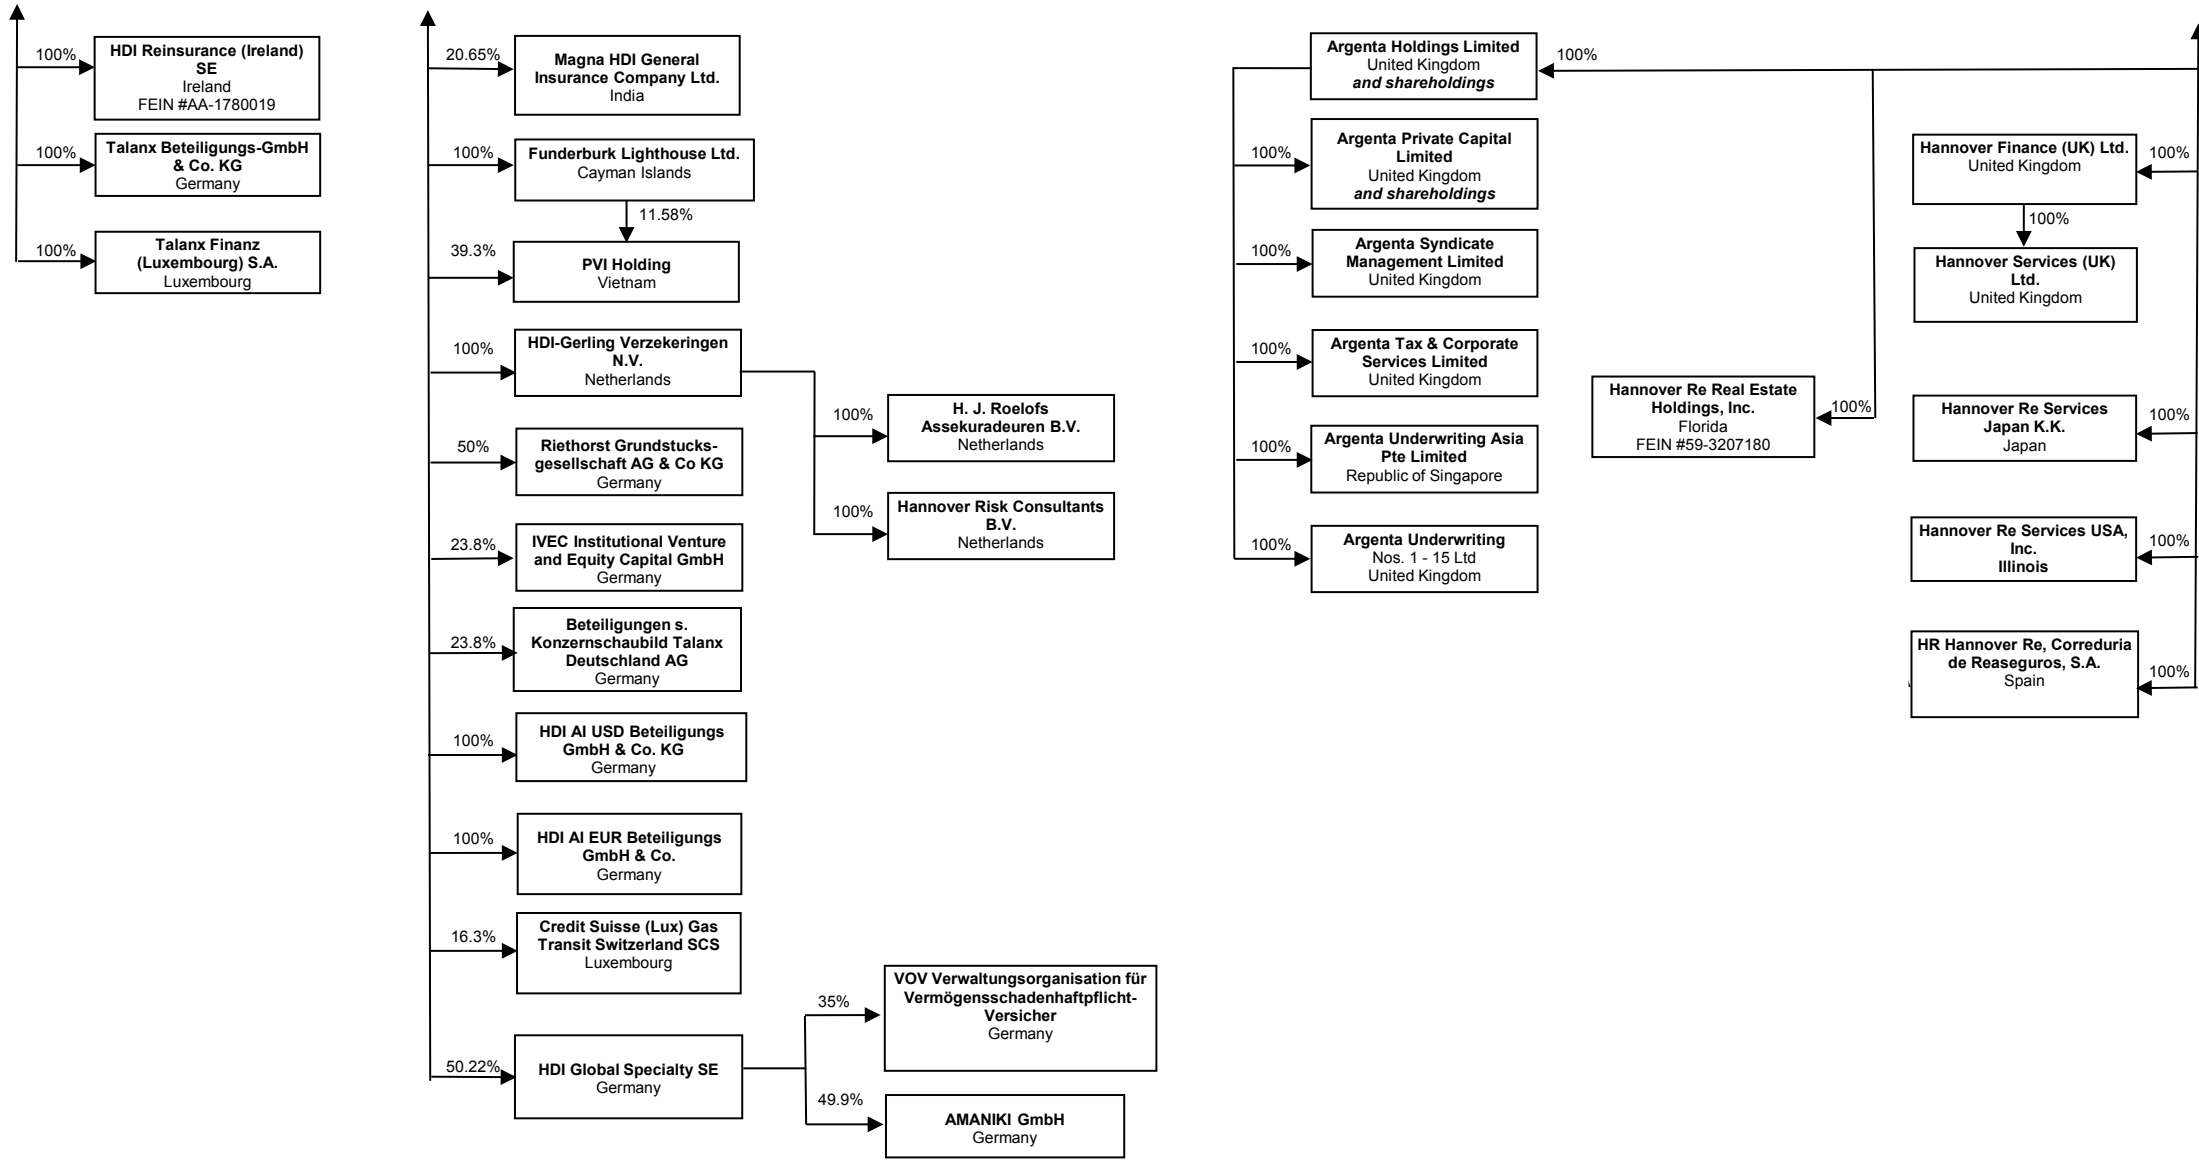 100%
HDI Reinsurance (Ireland)
SE
Ireland
FEIN #AA-1780019
100%
Talanx Beteiligungs-GmbH
& Co. KG
Germany
100%
Talanx Finanz
(Luxembourg) S.A.
Luxembourg
20.65%
Magna HDI General
Insurance Company Ltd.
India
100%
Funderburk Lighthouse Ltd.
Cayman Islands
11.58%
39.3%
PVI Holding
Vietnam
100%
HDI-Gerling Verzekeringen
N.V.
Netherlands
100%
H. J. Roelofs
Assekuradeuren B.V.
Netherlands
100%
Hannover Risk Consultants
B.V.
Netherlands
50%
Riethorst Grundstucks-
gesellschaft AG & Co KG
Germany
23.8%
IVEC Institutional Venture
and Equity Capital GmbH
Germany
23.8%
Beteiligungen s.
Konzernschaubild Talanx
Deutschland AG
Germany
100%
HDI AI USD Beteiligungs
GmbH & Co. KG
Germany
100%
HDI AI EUR Beteiligungs
GmbH & Co.
Germany
16.3%
Credit Suisse (Lux) Gas
Transit Switzerland SCS
Luxembourg
50.22%
HDI Global Specialty SE
Germany
35%
VOV Verwaltungsorganisation für
Vermögensschadenhaftpflicht-
Versicher
Germany
49.9%
AMANIKI GmbH
Germany
Argenta Holdings Limited
United Kingdom
and shareholdings
100%
100%
Argenta Private Capital
Limited
United Kingdom
and shareholdings
100%
Argenta Syndicate
Management Limited
United Kingdom
100%
Argenta Tax & Corporate
Services Limited
United Kingdom
100%
Argenta Underwriting Asia
Pte Limited
Republic of Singapore
100%
Argenta Underwriting
Nos. 1 - 15 Ltd
United Kingdom
Hannover Re Real Estate
Holdings, Inc.
Florida
FEIN #59-3207180
100%
Hannover Finance (UK) Ltd.
United Kingdom
100%
100%
Hannover Services (UK)
Ltd.
United Kingdom
Hannover Re Services
Japan K.K.
Japan
100%
Hannover Re Services USA,
Inc.
Illinois
100%
HR Hannover Re, Correduria
de Reaseguros, S.A.
Spain
100%